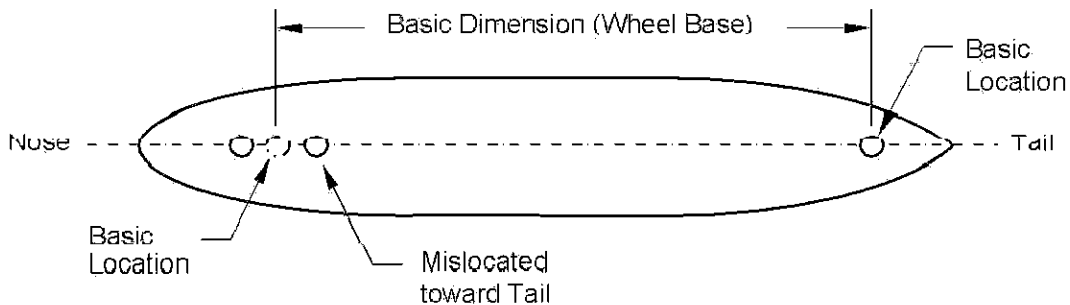 Basic Dimension (Wheel Base)
Basic
Location
Nose
Tail
Basic
Location
Mislocated
toward Tail